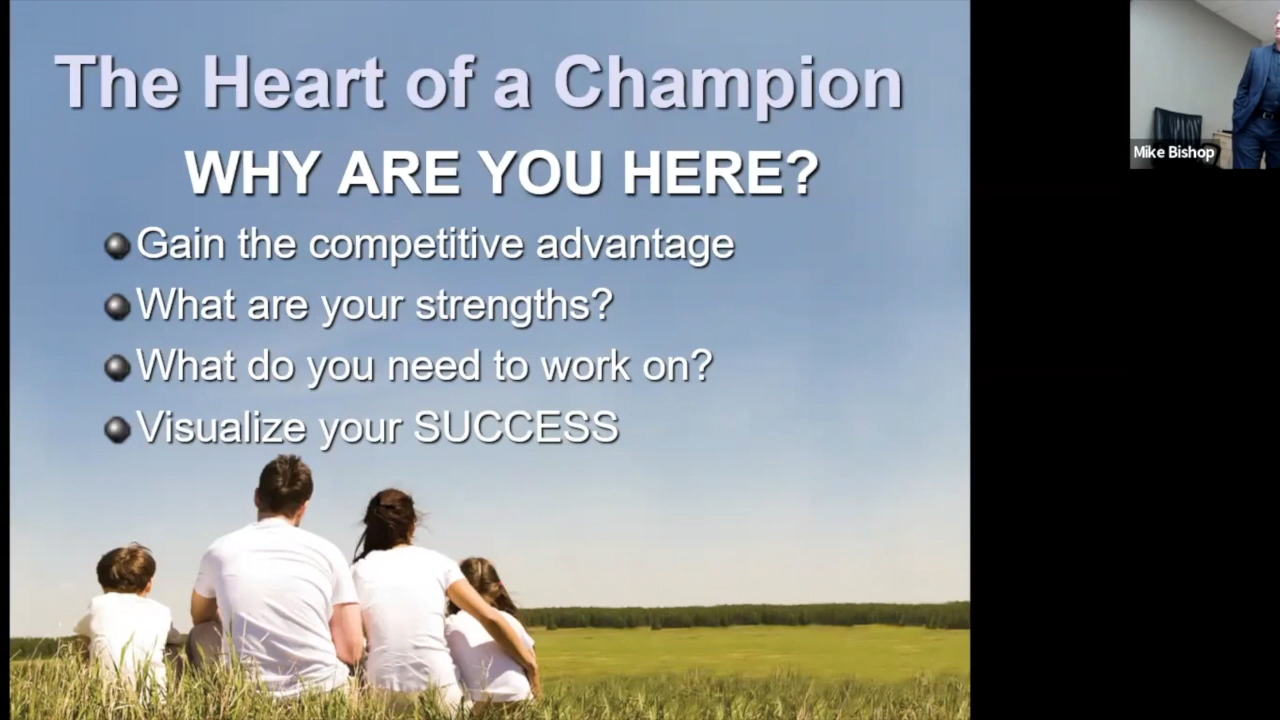 The Heart of a Champion
WHY ARE YOU HERE?
Gain the competitive advantage
What are your strengths?
What do you need to work on?
Visualize your SUCCESS
Mike Bishop